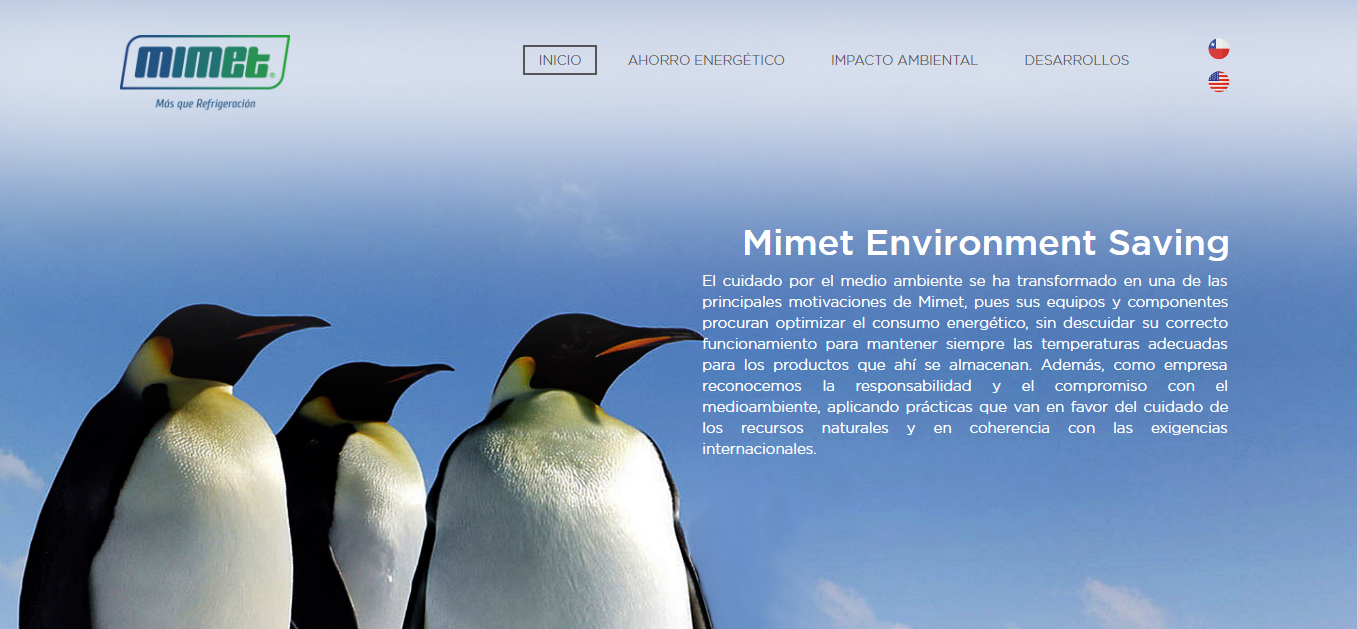 mimet®
Más que Refrigeración
INICIO
AHORRO ENERGÉTICO
IMPACTO AMBIENTAL
DESARROLLOS
Mimet Environment Saving
El cuidado por el medio ambiente se ha transformado en una de las
principales motivaciones de Mimet, pues sus equipos y componentes
procuran optimizar el consumo energético, sin descuidar su correcto
funcionamiento para mantener siempre las temperaturas adecuadas
para los productos que ahí se almacenan. Además, como empresa
reconocemos la responsabilidad y el compromiso con el
medioambiente, aplicando prácticas que van en favor del cuidado de
los recursos naturales y en coherencia con las exigencias
internacionales.